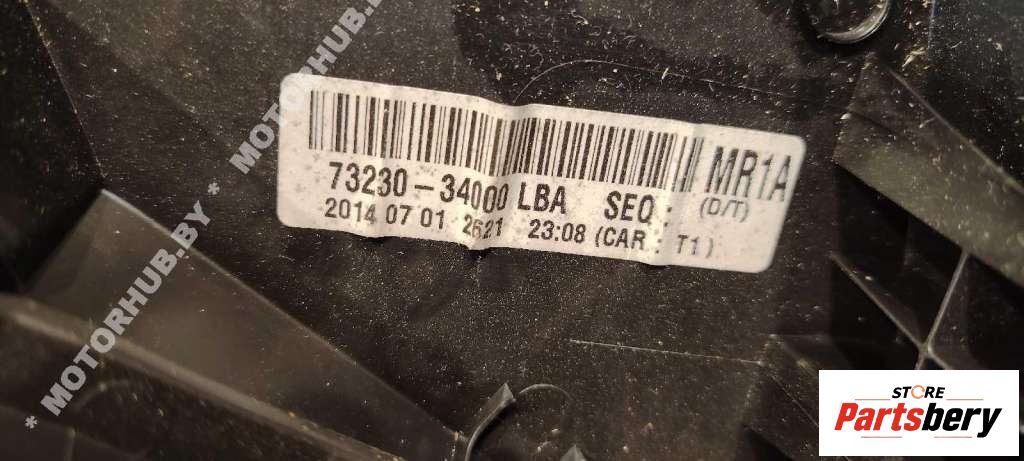 * MOTORHUB.BY * MOTORHUB.BY
MR1A
73230-34000 LBA SEQ :
(D/T)
2014 07 01 2621 23:08 (CAR : T1)
STORE
Partsbery